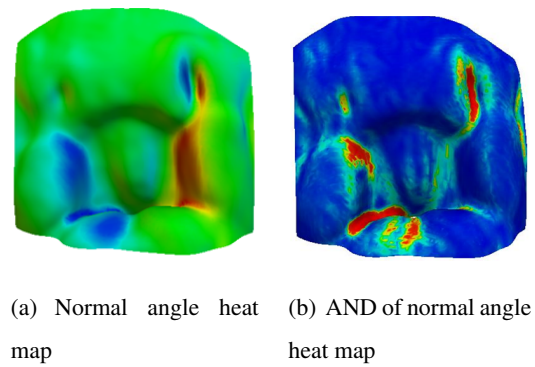 (a) Normal angle heat
map
(b) AND of normal angle
heat map